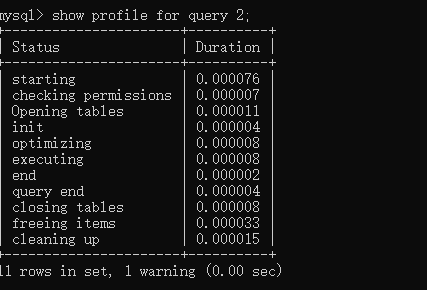 mysql> show profile for query 2;
+----------------------+----------+
| Status               | Duration |
+----------------------+----------+
| starting             | 0.000076 |
| checking permissions | 0.000007 |
| Opening tables       | 0.000011 |
| init                 | 0.000004 |
| optimizing           | 0.000008 |
| executing            | 0.000008 |
| end                  | 0.000002 |
| query end            | 0.000004 |
| closing tables       | 0.000008 |
| freeing items        | 0.000033 |
| cleaning up          | 0.000015 |
+----------------------+----------+
11 rows in set, 1 warning (0.00 sec)